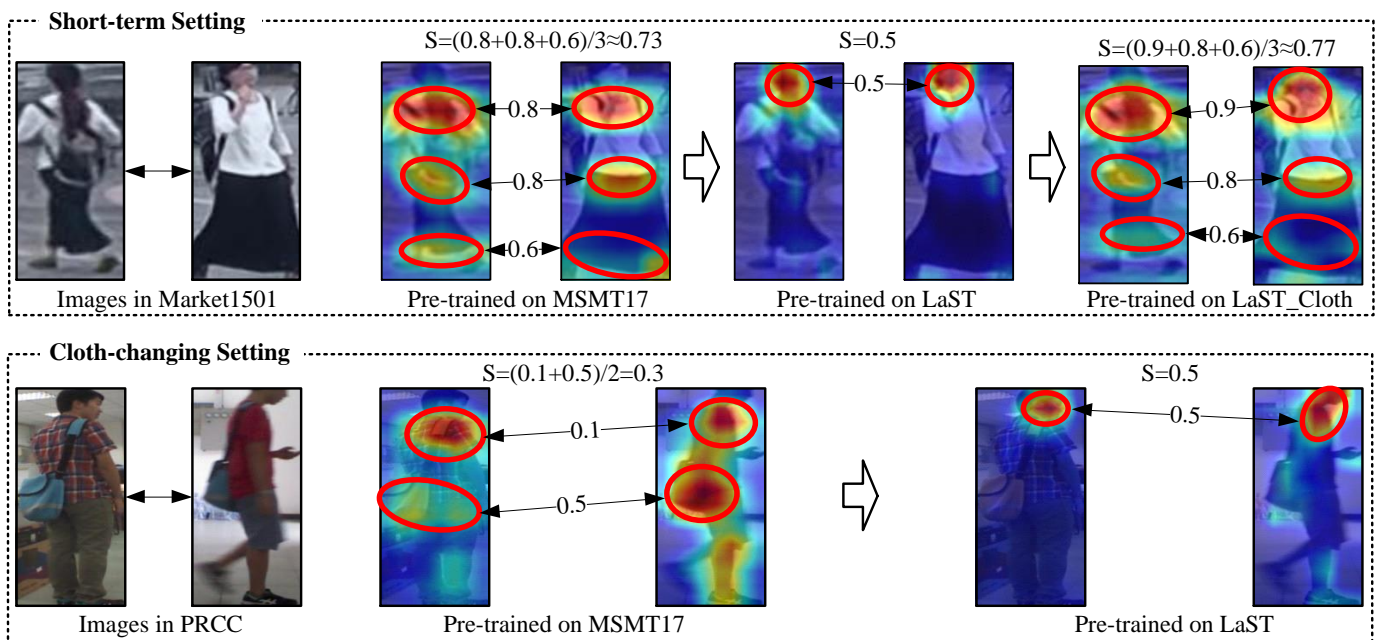 Short-term Setting
S=(0.8+0.8+0.6)/3≈0.73
S=0.5
S=(0.9+0.8+0.6)/3≈0.77
0.8
0.5
0.9
0.8
0.8
0.6
0.6
Images in Market1501
Pre-trained on MSMT17
Pre-trained on LaST
Pre-trained on LaST_Cloth
Cloth-changing Setting
S=(0.1+0.5)/2=0.3
S=0.5
0.1
0.5
0.5
Images in PRCC
Pre-trained on MSMT17
Pre-trained on LaST